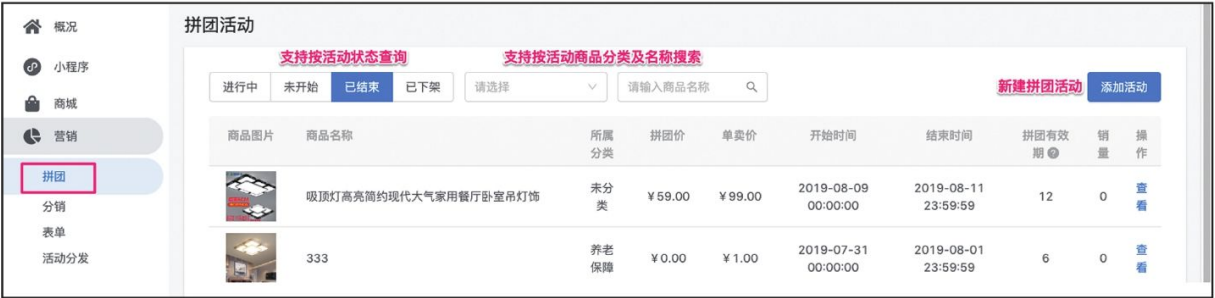 概况
小程序
商城
营销
拼团
分销
表单
活动分发
拼团活动
支持按活动状态查询
支持按活动商品分类及名称搜索
进行中 未开始 已结束 已下架 请选择 请输入商品名称 新建拼团活动 添加活动
商品图片 商品名称 所属分类 拼团价 单卖价 开始时间 结束时间 拼团有效期 销量 操作
吸顶灯高亮简约现代大气家用餐厅卧室吊灯饰 未分类 ¥59.00 ¥99.00 2019-08-09 00:00:00 2019-08-11 23:59:59 12 0 查看
333 养老保障 ¥0.00 ¥1.00 2019-07-31 00:00:00 2019-08-01 23:59:59 6 0 查看